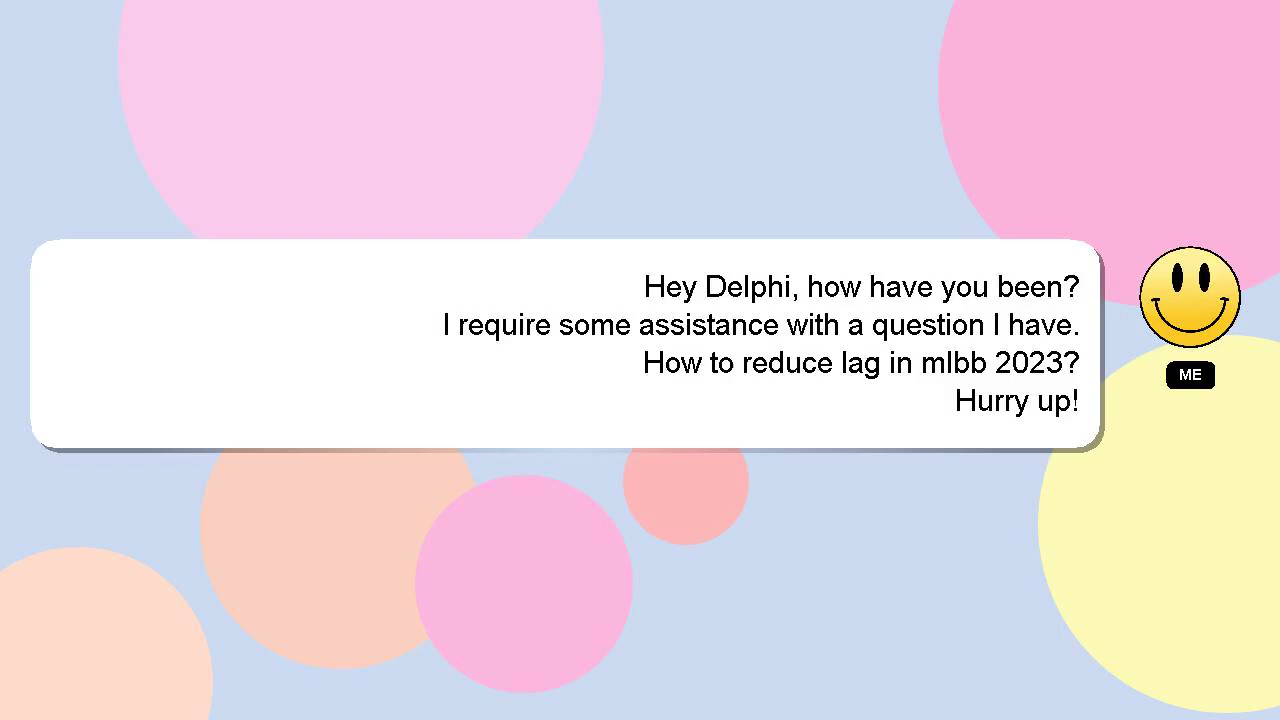 Hey Delphi, how have you been?
I require some assistance with a question I have.
How to reduce lag in mlbb 2023?
Hurry up!
ME